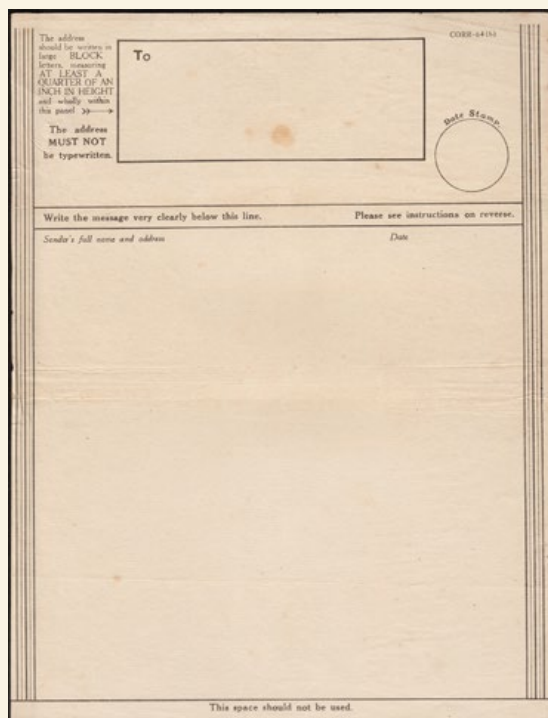 The address
should be written in
large BLOCK
letters, measuring
AT LEAST A
QUARTER OF AN
INCH IN HEIGHT
and wholly within
this panel
The address
MUST NOT
be typewritten.
To
Date Stamp.
Write the message very clearly below this line. Please see instructions on reverse.
Sender's full name and address Date
This space should not be used.